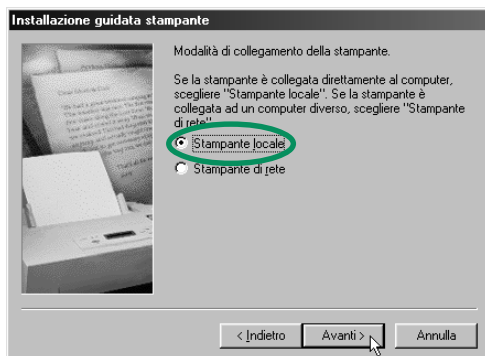 Installazione guidata stampante
Modalità di collegamento della stampante.
Se la stampante è collegata direttamente al computer,
scegliere "Stampante locale". Se la stampante è
collegata ad un computer diverso, scegliere "Stampante
di rete"
Stampante locale
Stampante di rete
< Indietro
Avanti >
Annulla